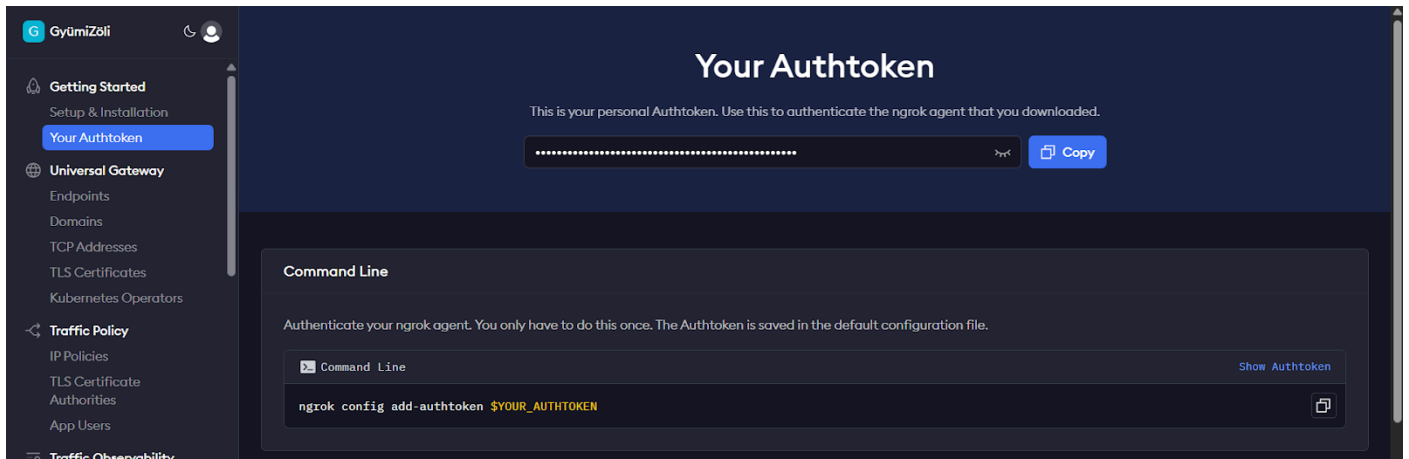 G GyümiZöli
Getting Started
Setup & Installation
Your Authtoken
Universal Gateway
Endpoints
Domains
TCP Addresses
TLS Certificates
Kubernetes Operators
Traffic Policy
IP Policies
TLS Certificate
Authorities
App Users
Traffic Observability
Your Authtoken
This is your personal Authtoken. Use this to authenticate the ngrok agent that you downloaded.
Copy
Command Line
Authenticate your ngrok agent. You only have to do this once. The Authtoken is saved in the default configuration file.
Command Line
Show Authtoken
ngrok config add-authtoken $YOUR_AUTHTOKEN